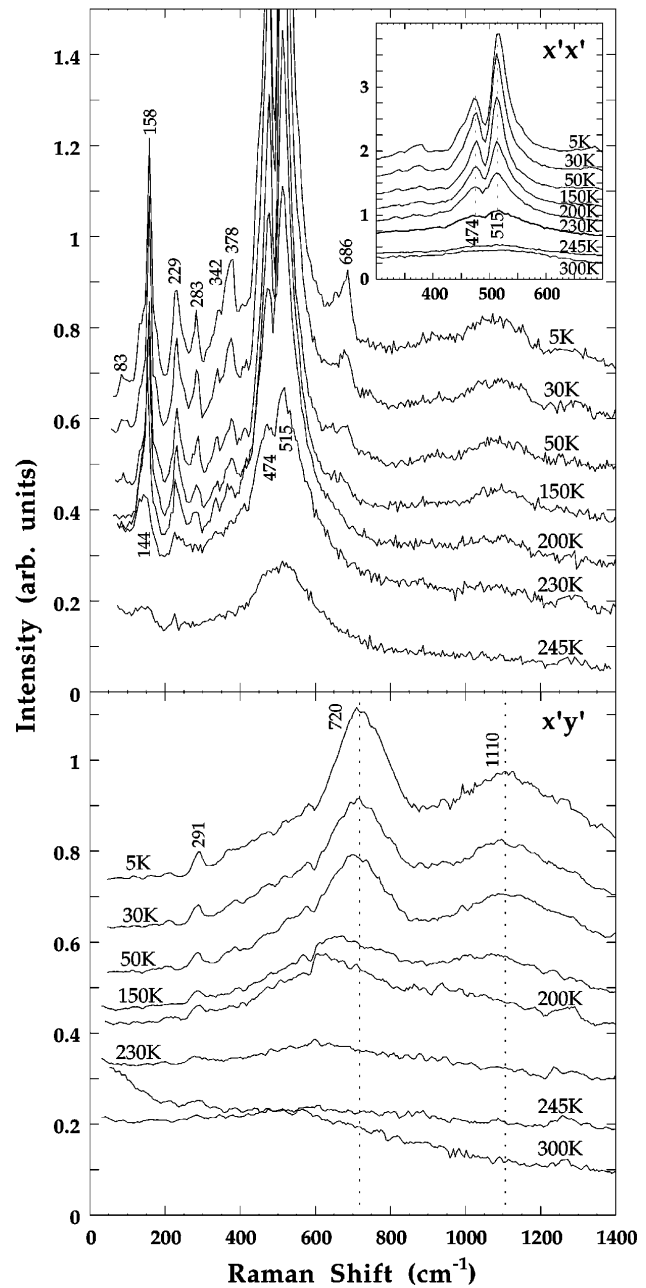 Intensity (arb. units)
1.4
1.2
1
0.8
0.6
0.4
0.2
0
83
158
144
229
283
342
378
474
515
686
5K
30K
50K
150K
200K
230K
245K
x'x'
3
2
1
0
474
515
5K
30K
50K
150K
200K
230K
245K
300K
400 500 600
x'y'
1
0.8
0.6
0.4
0.2
0
291
720
1110
5K
30K
50K
150K
200K
230K
245K
300K
0 200 400 600 800 1000 1200 1400
Raman Shift (cm⁻¹)